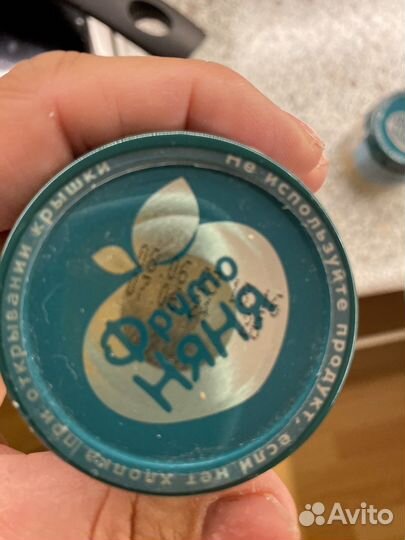 Фруто
НЯНЯ
Не используйте продукт, если нет хлопка при открывании крышки
Avito